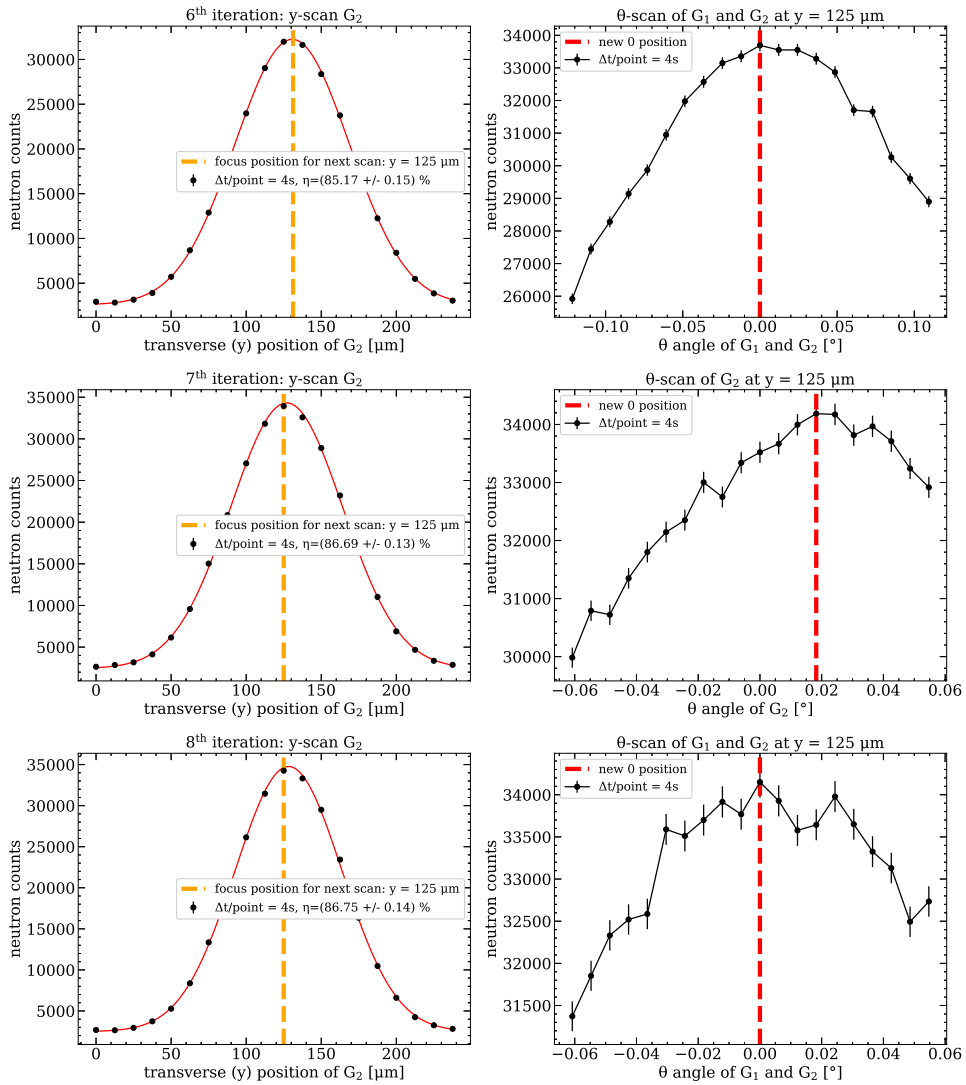 6th iteration: y-scan G2
neutron counts
30000
25000
20000
15000
10000
5000
focus position for next scan: y = 125 μm
Δt/point = 4s, η=(85.17 +/- 0.15) %
0 50 100 150 200
transverse (y) position of G2 [μm]
θ-scan of G1 and G2 at y = 125 μm
neutron counts
34000
33000
32000
31000
30000
29000
28000
27000
26000
new 0 position
Δt/point = 4s
−0.10 −0.05 0.00 0.05 0.10
θ angle of G1 and G2 [°]
7th iteration: y-scan G2
neutron counts
35000
30000
25000
20000
15000
10000
5000
focus position for next scan: y = 125 μm
Δt/point = 4s, η=(86.69 +/- 0.13) %
0 50 100 150 200
transverse (y) position of G2 [μm]
θ-scan of G2 at y = 125 μm
neutron counts
34000
33000
32000
31000
30000
new 0 position
Δt/point = 4s
−0.06 −0.04 −0.02 0.00 0.02 0.04 0.06
θ angle of G2 [°]
8th iteration: y-scan G2
neutron counts
35000
30000
25000
20000
15000
10000
5000
focus position for next scan: y = 125 μm
Δt/point = 4s, η=(86.75 +/- 0.14) %
0 50 100 150 200
transverse (y) position of G2 [μm]
θ-scan of G1 and G2 at y = 125 μm
neutron counts
34000
33500
33000
32500
32000
31500
new 0 position
Δt/point = 4s
−0.06 −0.04 −0.02 0.00 0.02 0.04 0.06
θ angle of G1 and G2 [°]